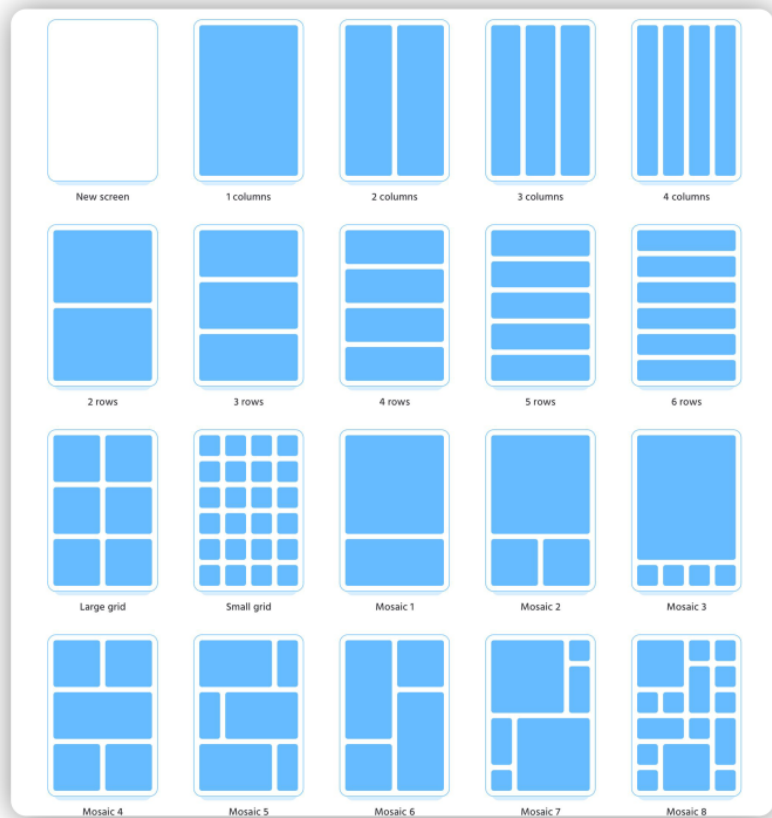 New screen
1 columns
2 columns
3 columns
4 columns
2 rows
3 rows
4 rows
5 rows
6 rows
Large grid
Small grid
Mosaic 1
Mosaic 2
Mosaic 3
Mosaic 4
Mosaic 5
Mosaic 6
Mosaic 7
Mosaic 8